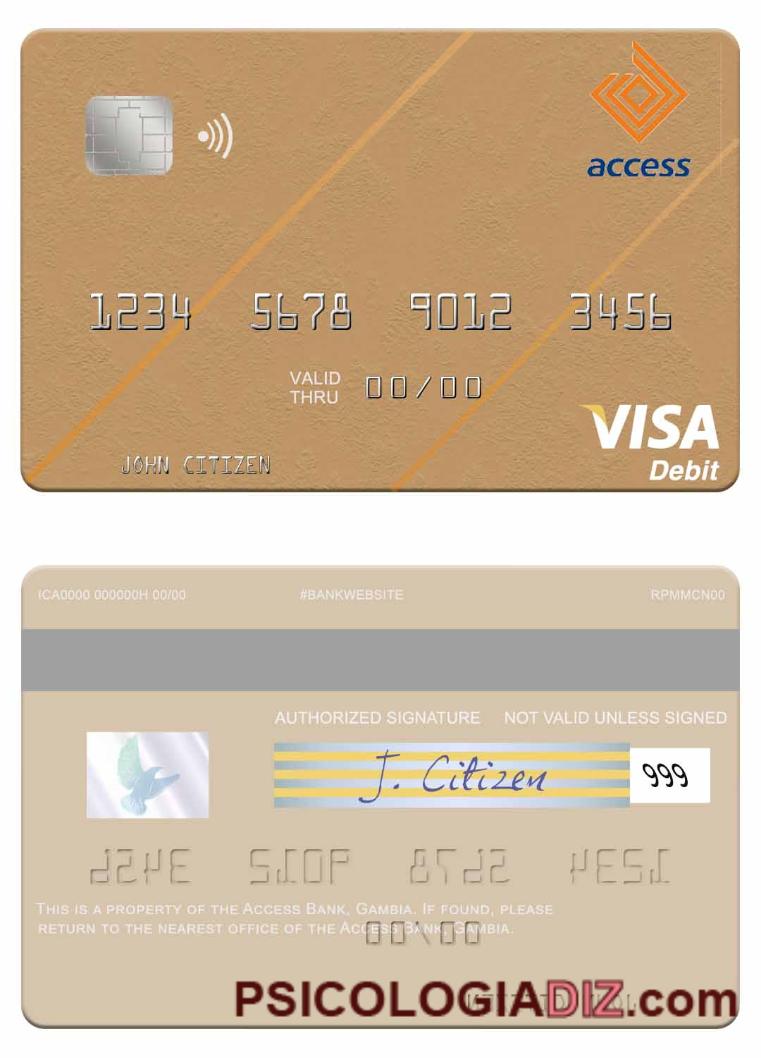 access
1234 5678 9012 3456
VALID THRU 00/00
VISA
Debit
JOHN CITIZEN
ICA0000 000000H 00/00 #BANKWEBSITE RPMMCN00
AUTHORIZED SIGNATURE NOT VALID UNLESS SIGNED
J. Citizen 999
THIS IS A PROPERTY OF THE ACCESS BANK, GAMBIA. IF FOUND, PLEASE
RETURN TO THE NEAREST OFFICE OF THE ACCESS BANK, GAMBIA.
PSICOLOGIADIZ.com